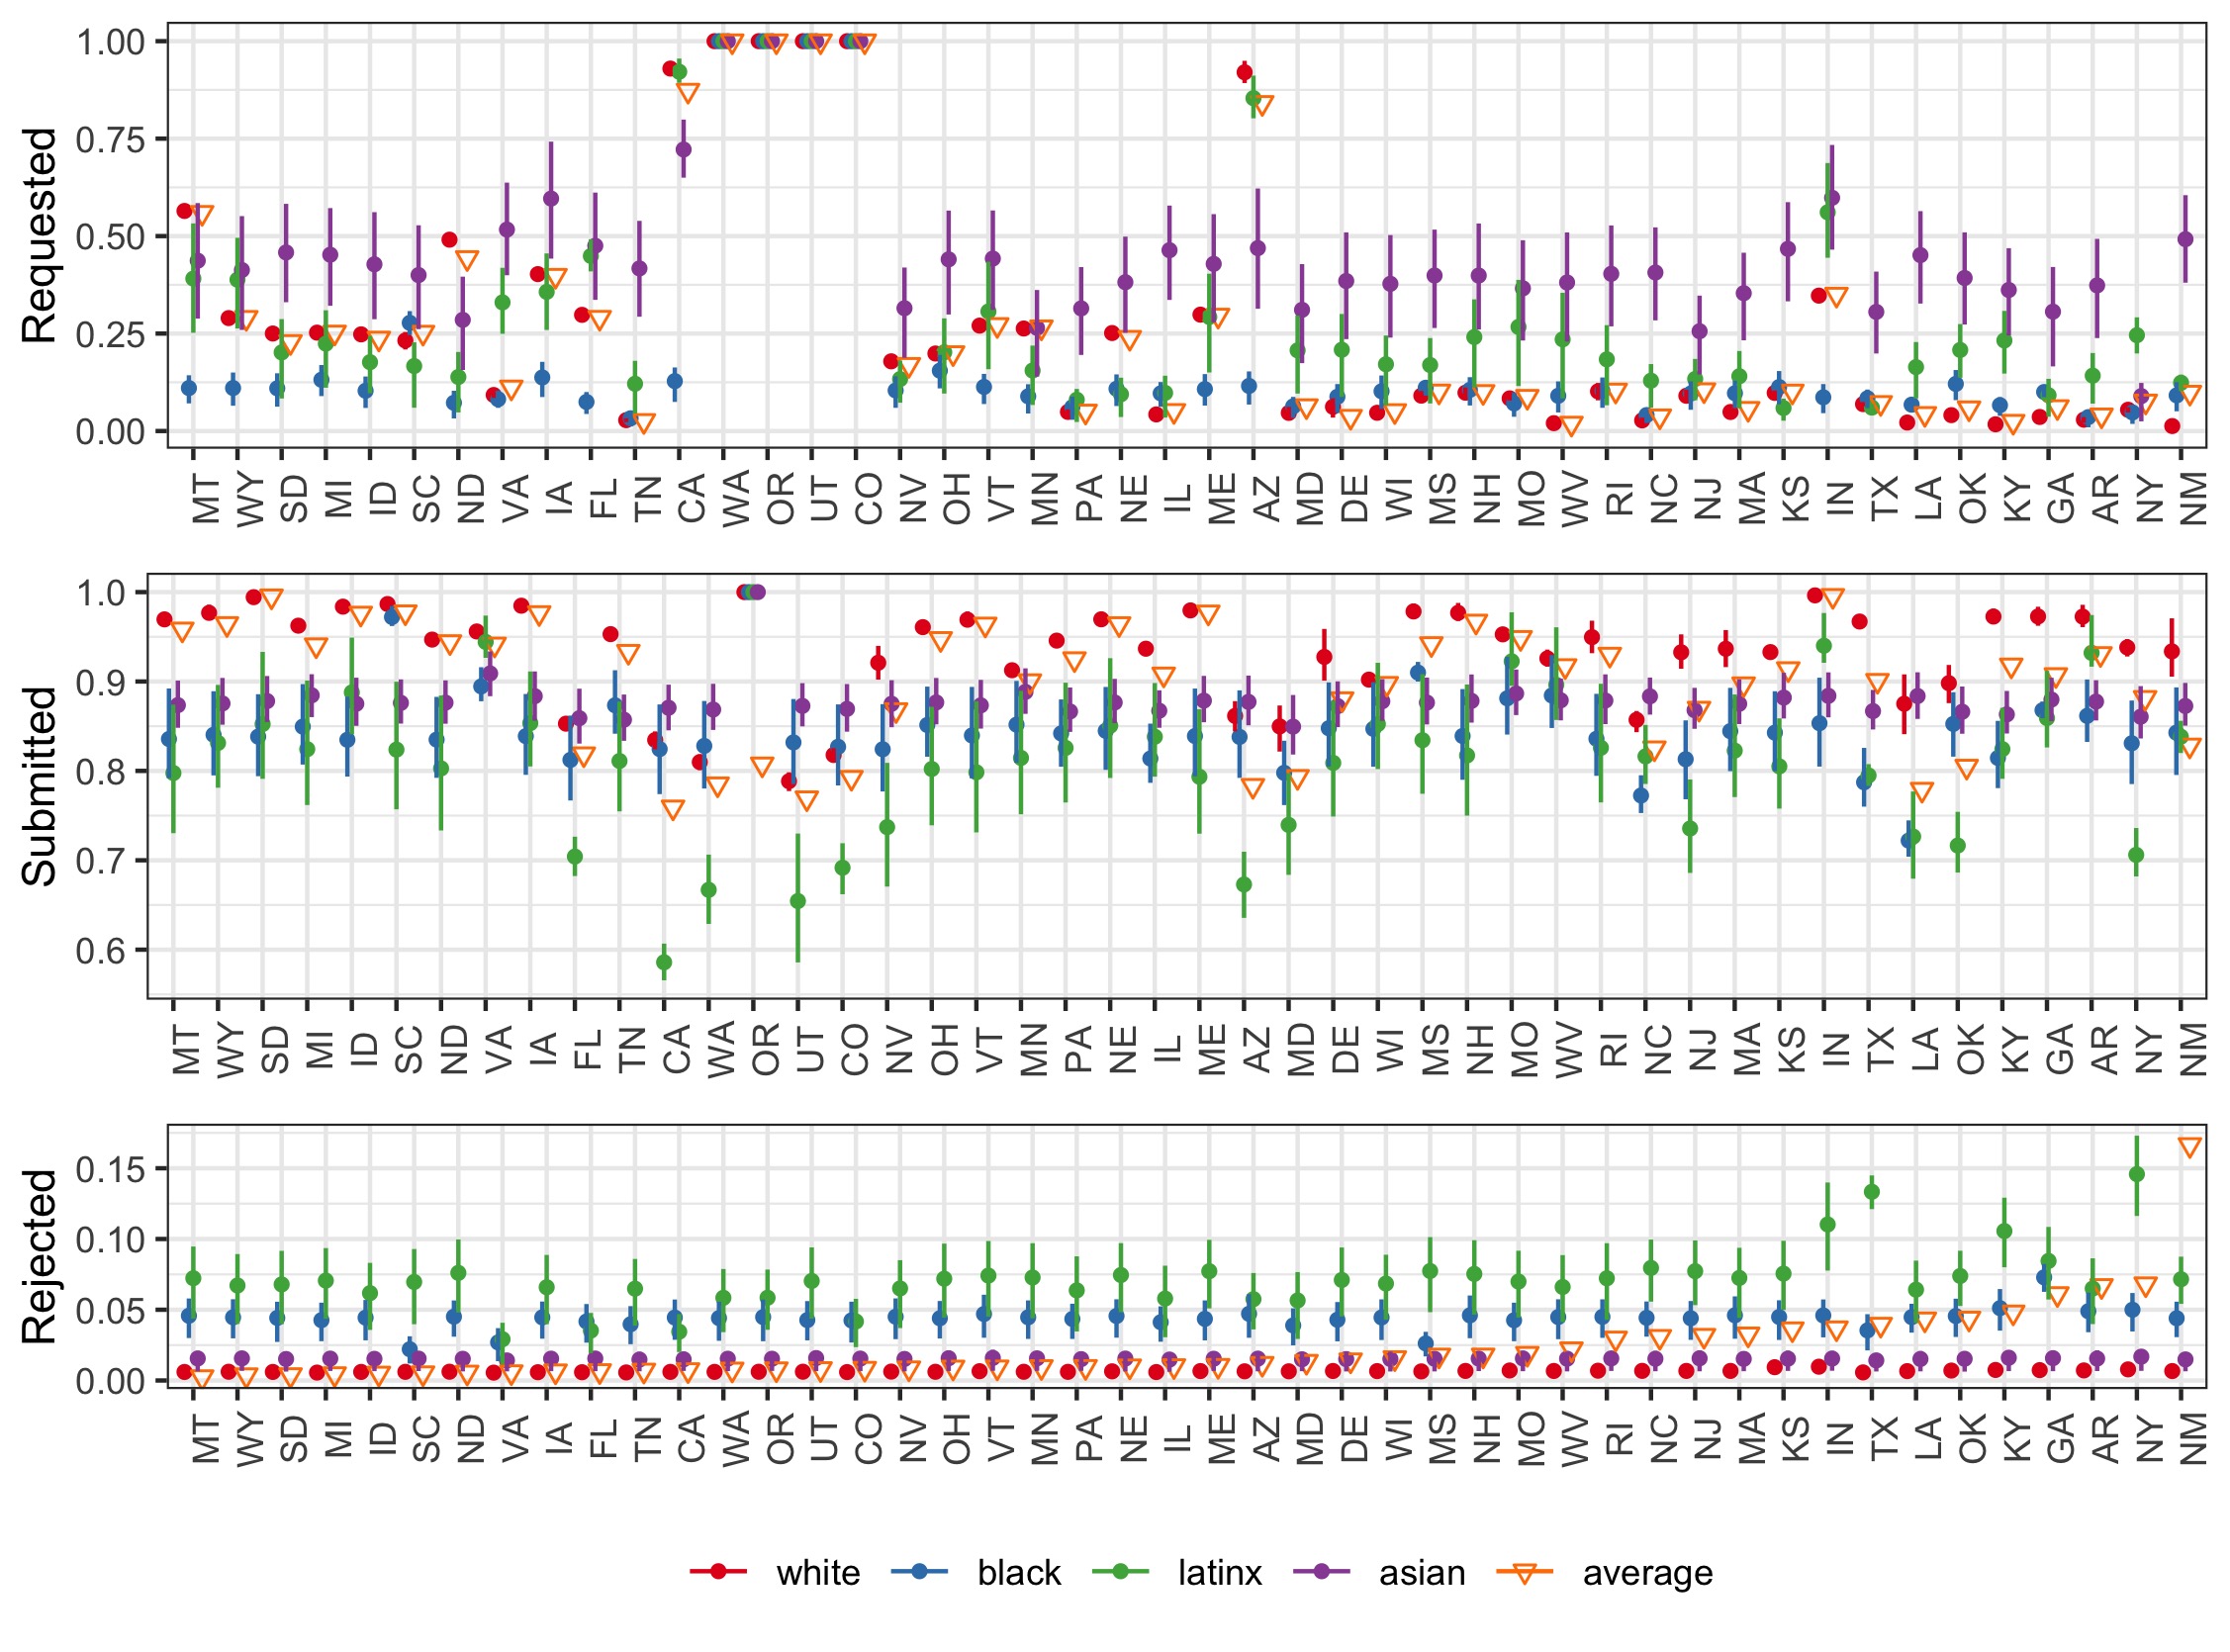 Requested
1.00
0.75
0.50
0.25
0.00
MT WY SD MI ID SC ND VA IA FL TN CA WA OR UT CO NV OH VT MN PA NE IL ME AZ MD DE WI MS NH MO WV RI NC NJ MA KS IN TX LA OK KY GA AR NY NM
Submitted
1.0
0.9
0.8
0.7
0.6
MT WY SD MI ID SC ND VA IA FL TN CA WA OR UT CO NV OH VT MN PA NE IL ME AZ MD DE WI MS NH MO WV RI NC NJ MA KS IN TX LA OK KY GA AR NY NM
Rejected
0.15
0.10
0.05
0.00
MT WY SD MI ID SC ND VA IA FL TN CA WA OR UT CO NV OH VT MN PA NE IL ME AZ MD DE WI MS NH MO WV RI NC NJ MA KS IN TX LA OK KY GA AR NY NM
white black latinx asian average